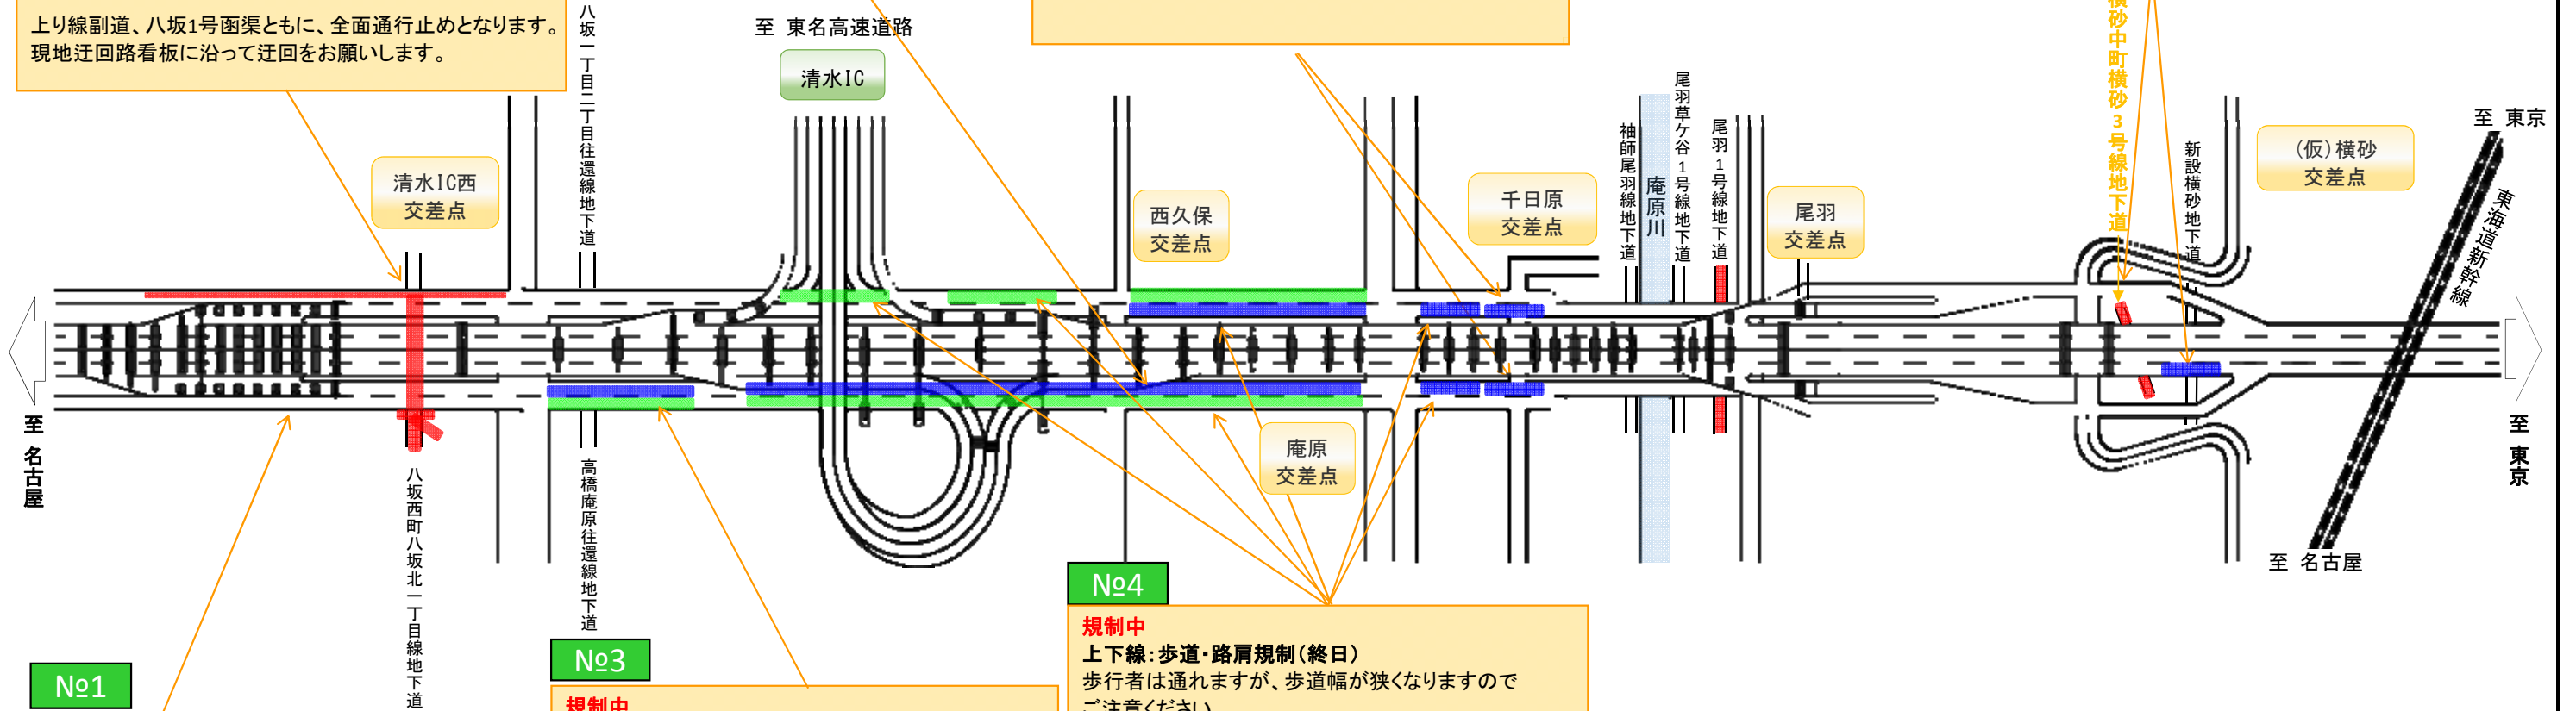 上り線副道、八坂1号函渠ともに、全面通行止めとなります。
現地迂回路看板に沿って迂回をお願いします。
八坂一丁目二丁目往還線地下道
至 東名高速道路
清水IC
清水IC西
交差点
西久保
交差点
千日原
交差点
袖師尾羽線地下道
庵原川
尾羽草ケ谷1号線地下道
尾羽1号線地下道
尾羽
交差点
横砂中町横砂3号線地下道
新設横砂地下道
(仮)横砂
交差点
至 東京
東海道新幹線
至 名古屋
至 東京
至 名古屋
庵原
交差点
八坂西町八坂北一丁目線地下道
高橋庵原往還線地下道
№1
№3
規制中
№4
規制中
上下線:歩道・路肩規制(終日)
歩行者は通れますが、歩道幅が狭くなりますので
ご注意ください